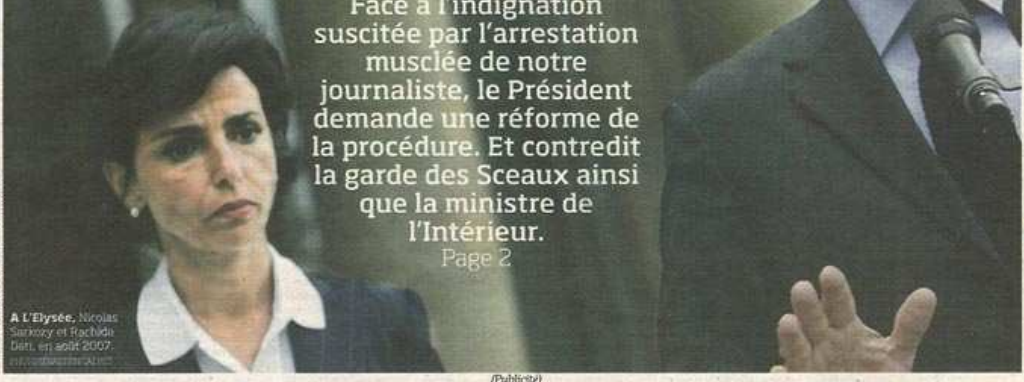 Face à l'indignation
suscitée par l'arrestation
musclée de notre
journaliste, le Président
demande une réforme de
la procédure. Et contredit
la garde des Sceaux ainsi
que la ministre de
l'Intérieur.
Page 2
A L'Elysée, Nicolas
Sarkozy et Rachida
Dati, en août 2007.
(Publicité)